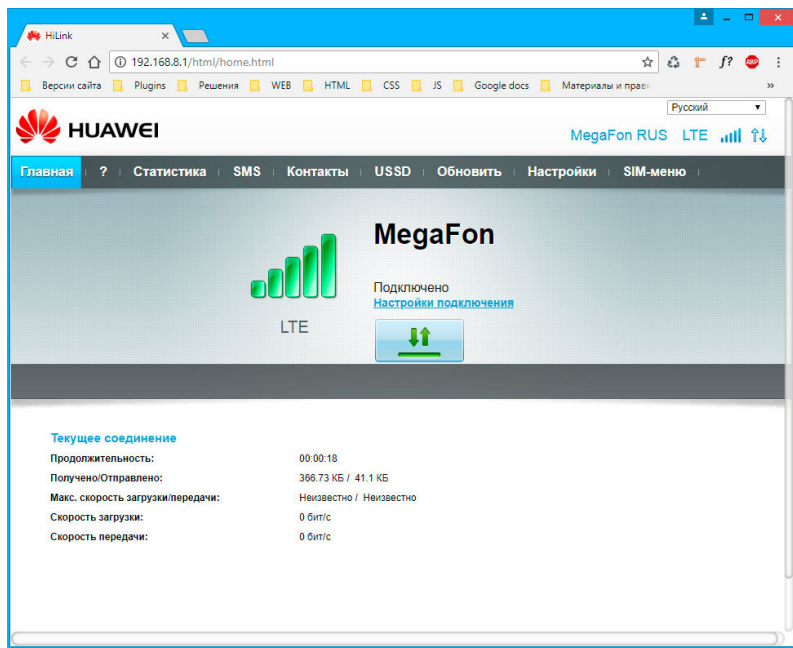 HiLink
192.168.8.1/html/home.html
f?
ABP
Версии сайта Plugins Решения WEB HTML CSS JS Google docs Материалы и прав »
Русский
HUAWEI
MegaFon RUS LTE
Главная ? Статистика SMS Контакты USSD Обновить Настройки SIM-меню
MegaFon
Подключено
Настройки подключения
LTE
Текущее соединение
Продолжительность: 00:00:18
Получено/Отправлено: 366.73 КБ / 41.1 КБ
Макс. скорость загрузки/передачи: Неизвестно / Неизвестно
Скорость загрузки: 0 бит/с
Скорость передачи: 0 бит/с